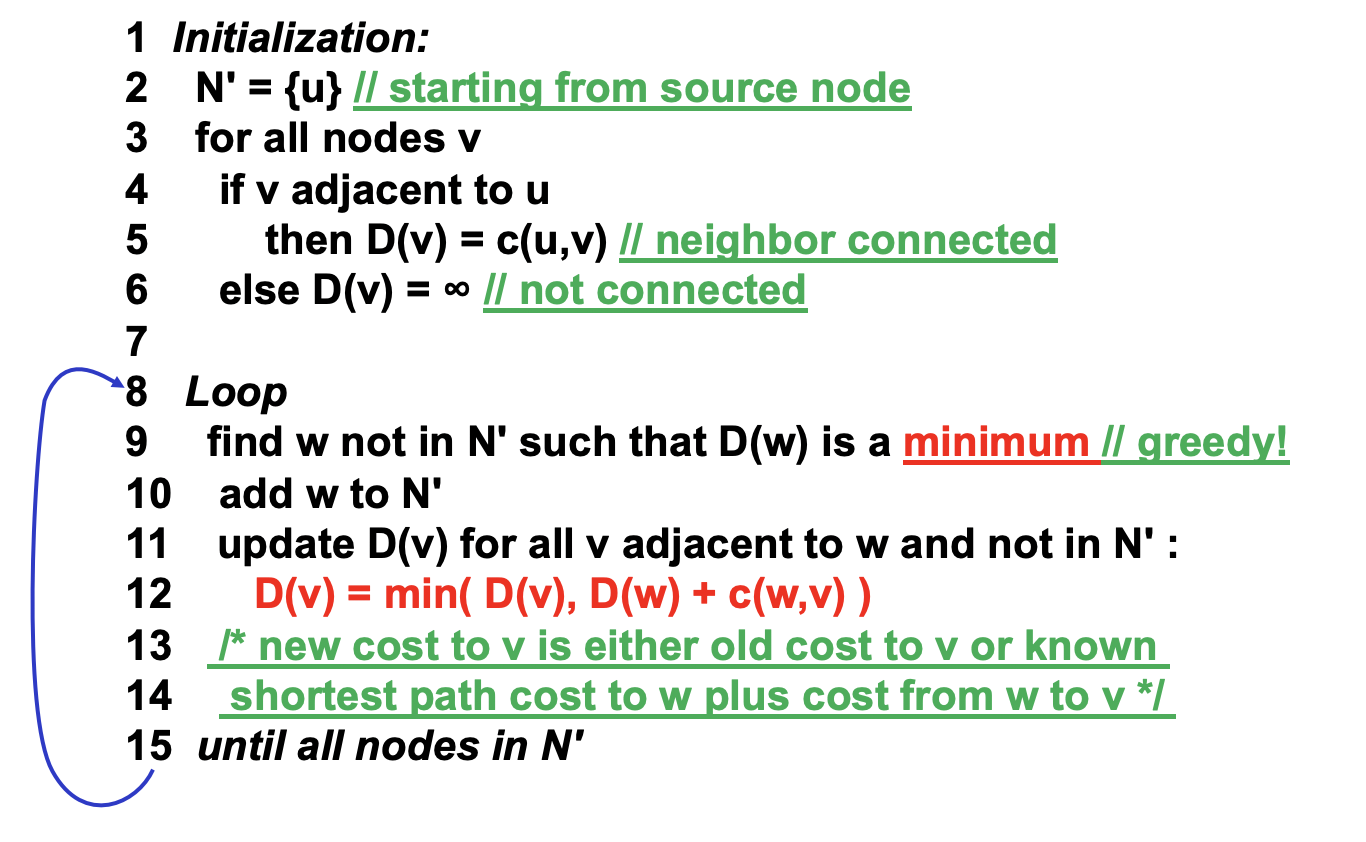 1 Initialization:
2 N' = {u} // starting from source node
3 for all nodes v
4 if v adjacent to u
5 then D(v) = c(u,v) // neighbor connected
6 else D(v) = ∞ // not connected
7
8 Loop
9 find w not in N' such that D(w) is a minimum // greedy!
10 add w to N'
11 update D(v) for all v adjacent to w and not in N' :
12 D(v) = min( D(v), D(w) + c(w,v) )
13 /* new cost to v is either old cost to v or known
14 shortest path cost to w plus cost from w to v */
15 until all nodes in N'